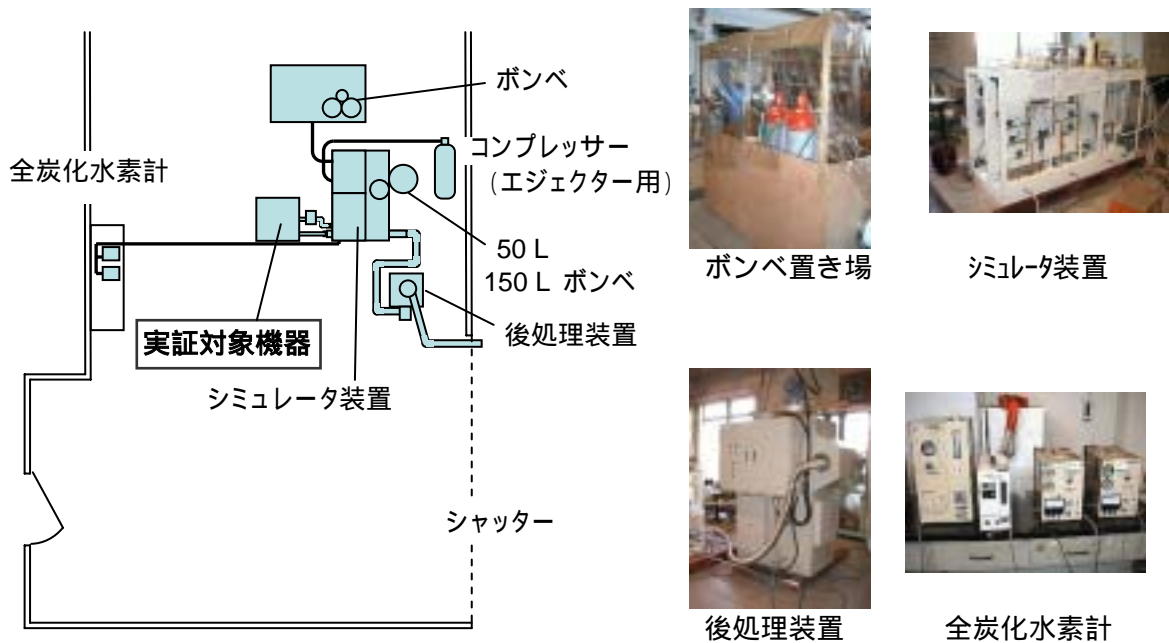 ボンベ
コンプレッサー
(エジェクター用)
全炭化水素計
50 L
150 L ボンベ
後処理装置
実証対象機器
シミュレータ装置
シャッター
ボンベ置き場
ｼﾐｭﾚｰﾀ装置
後処理装置
全炭化水素計